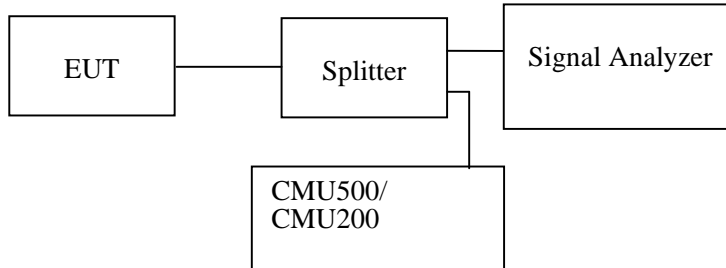 EUT
Splitter
Signal Analyzer
CMU500/
CMU200